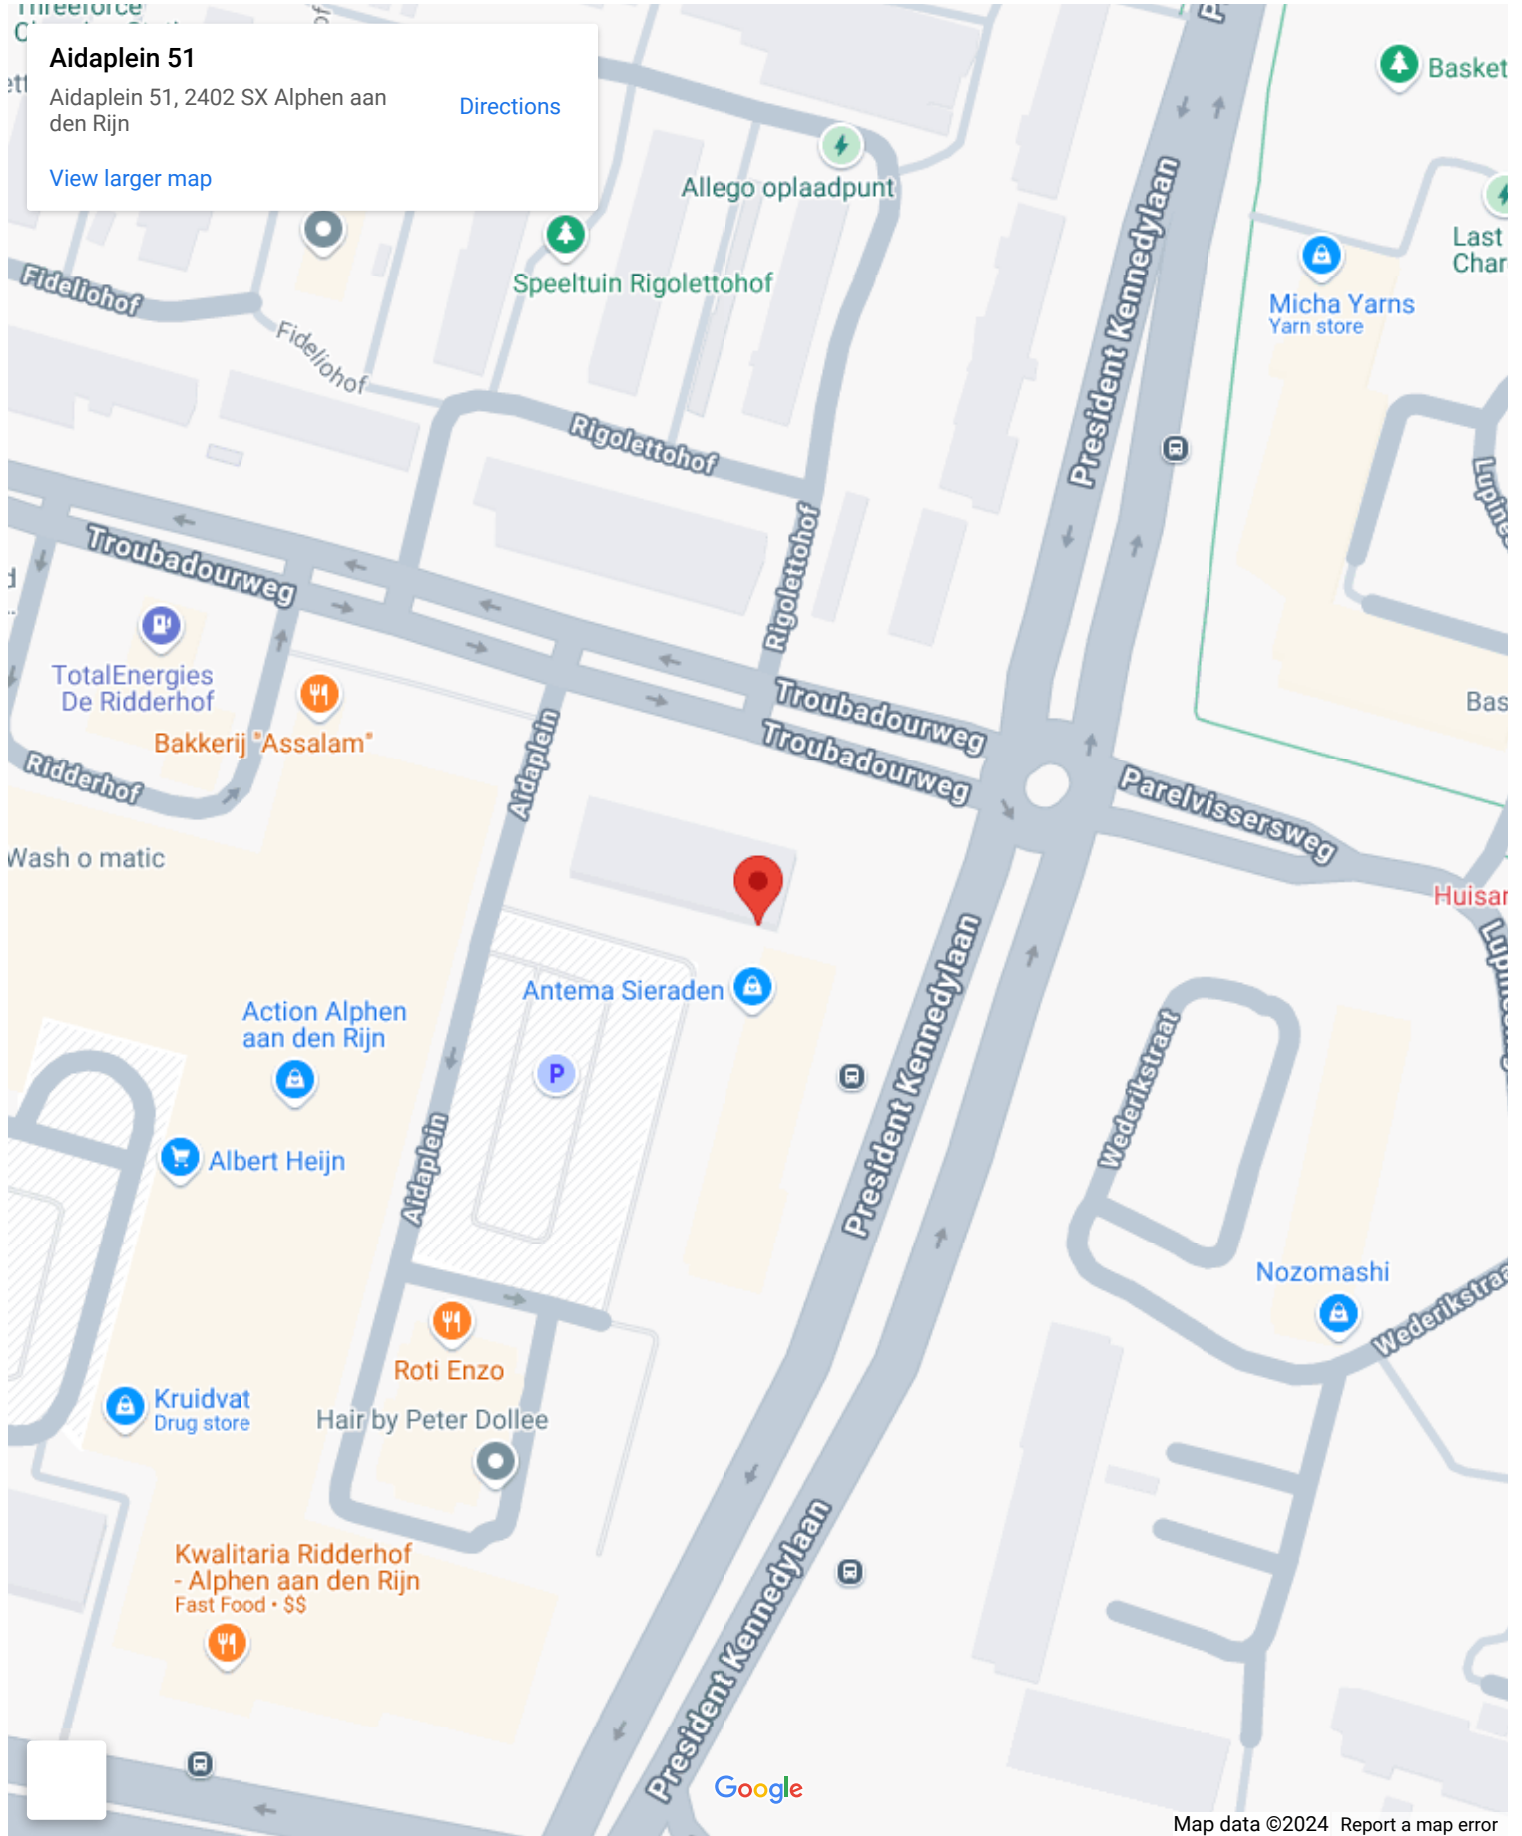 Threeforce
Aidaplein 51
Aidaplein 51, 2402 SX Alphen aan
den Rijn
Directions
View larger map
Basket
Allego oplaadpunt
President Kennedylaan
Last
Char
Speeltuin Rigolettohof
Fideliohof
Micha Yarns
Yarn store
Fideliohof
Rigolettohof
Lupine
Troubadourweg
Rigolettohof
TotalEnergies
De Ridderhof
Bas
Troubadourweg
Bakkerij "Assalam"
Troubadourweg
Aidaplein
Ridderhof
Parelvissersweg
Wash o matic
Huisar
President Kennedylaan
Antema Sieraden
Action Alphen
aan den Rijn
P
Wederikstraat
Aidaplein
Albert Heijn
Nozomashi
Wederikstraa
Roti Enzo
Kruidvat
Drug store
Hair by Peter Dollee
Kwalitaria Ridderhof
- Alphen aan den Rijn
Fast Food • $$
President Kennedylaan
Google
Map data ©2024 Report a map error